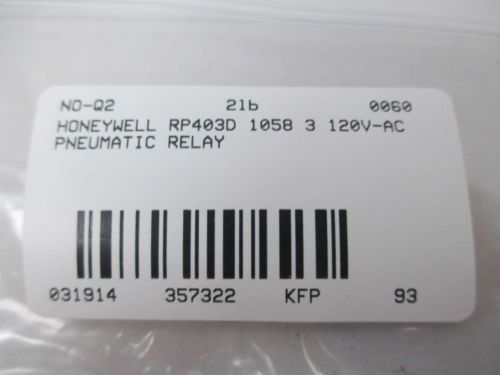 NO-Q2 21b 0060
HONEYWELL RP403D 1058 3 120V-AC
PNEUMATIC RELAY
031914 357322 KFP 93